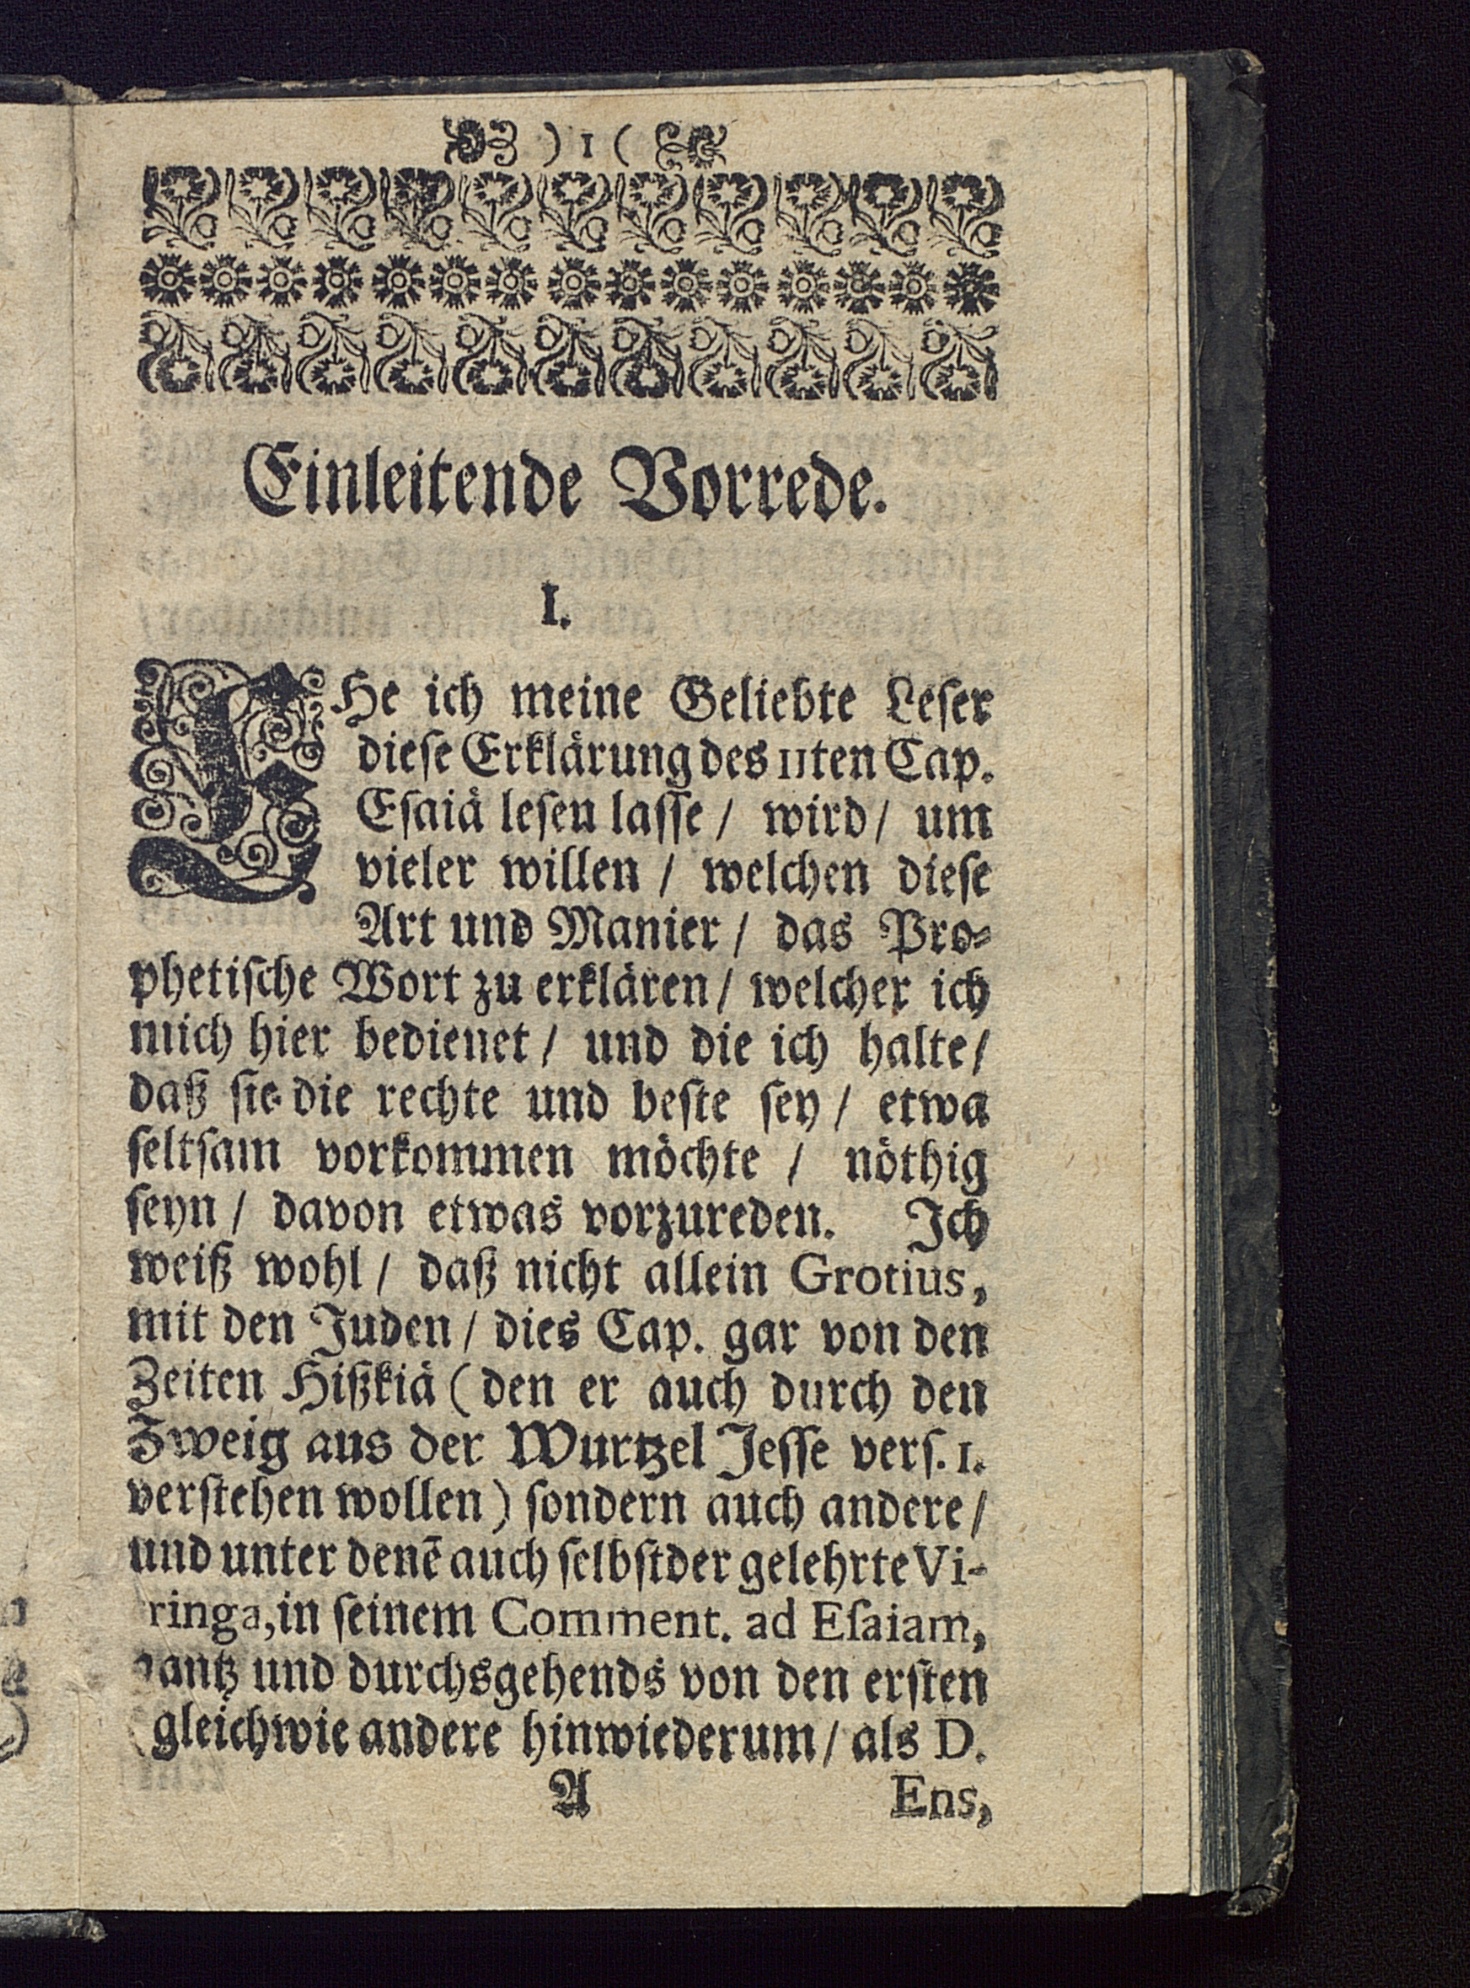 ) 1 (
Einleitende Vorrede.
I.
EHe ich meine Geliebte Leſer
dieſe Erklärung des 11ten Cap.
Eſaiä leſen laſſe / wird / um
vieler willen / welchen dieſe
Art und Manier / das Pro-
phetiſche Wort zu erklären / welcher ich
mich hier bedienet / und die ich halte /
daß ſie die rechte und beſte ſey / etwa
ſeltſam vorkommen möchte / nöthig
ſeyn / davon etwas vorzureden. Ich
weiß wohl / daß nicht allein Grotius,
mit den Juden / dies Cap. gar von den
Zeiten Hißkiä (den er auch durch den
Zweig aus der Wurtzel Jeſſe verſ. 1.
verſtehen wollen) ſondern auch andere /
und unter denē auch ſelbſt der gelehrte Vi-
ringa, in ſeinem Comment. ad Eſaiam,
gantz und durchsgehends von den erſten
(gleichwie andere hinwiederum / als D.
A Ens,